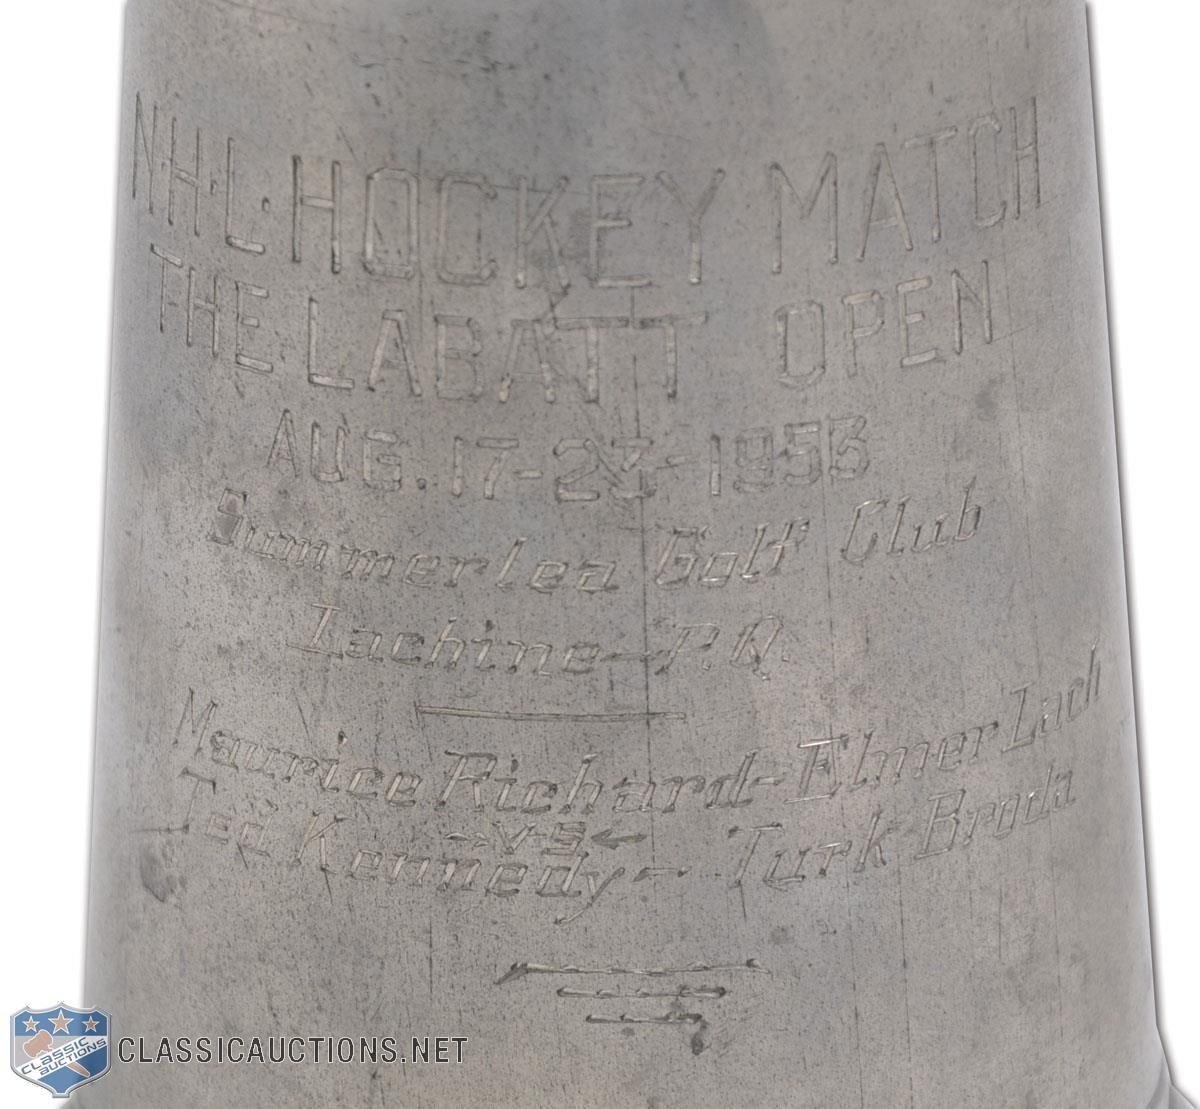 N.H.L. HOCKEY MATCH
THE LABATT OPEN
AUG. 17-23-1953
Summerlea Golf Club
Lachine - P.Q.
Maurice Richard - Elmer Lach
→ VS ←
Ted Kennedy - Turk Broda
CLASSIC AUCTIONS
CLASSICAUCTIONS.NET